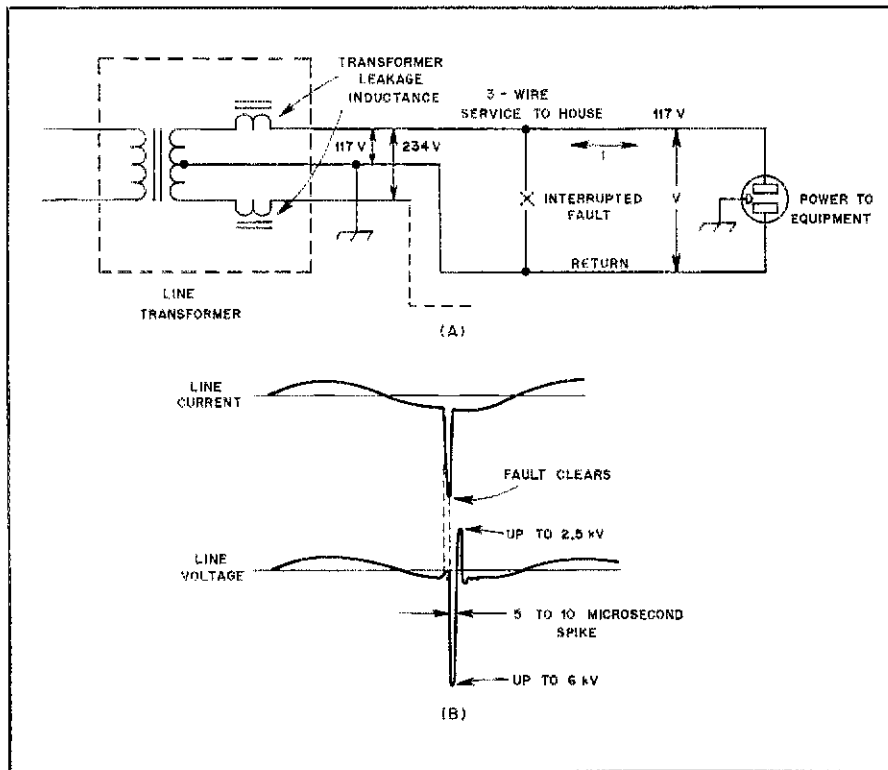 TRANSFORMER
LEAKAGE
INDUCTANCE
3 - WIRE
SERVICE TO HOUSE
117 V
117 V
234 V
I
V
INTERRUPTED
FAULT
POWER TO
EQUIPMENT
RETURN
LINE
TRANSFORMER
(A)
LINE
CURRENT
FAULT CLEARS
UP TO 2.5 kV
LINE
VOLTAGE
5 TO 10 MICROSECOND
SPIKE
UP TO 6 kV
(B)